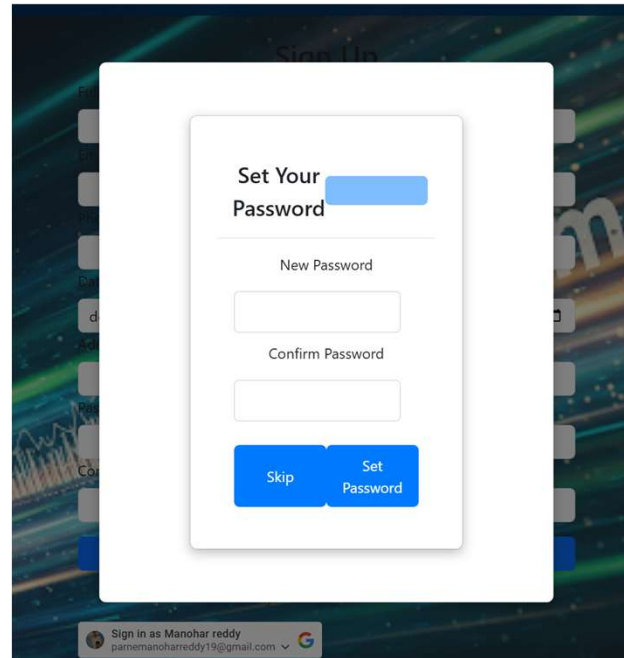 Sign Up
Set Your
Password
New Password
Confirm Password
Skip
Set
Password
Sign in as Manohar reddy
parnemanoharreddy19@gmail.com